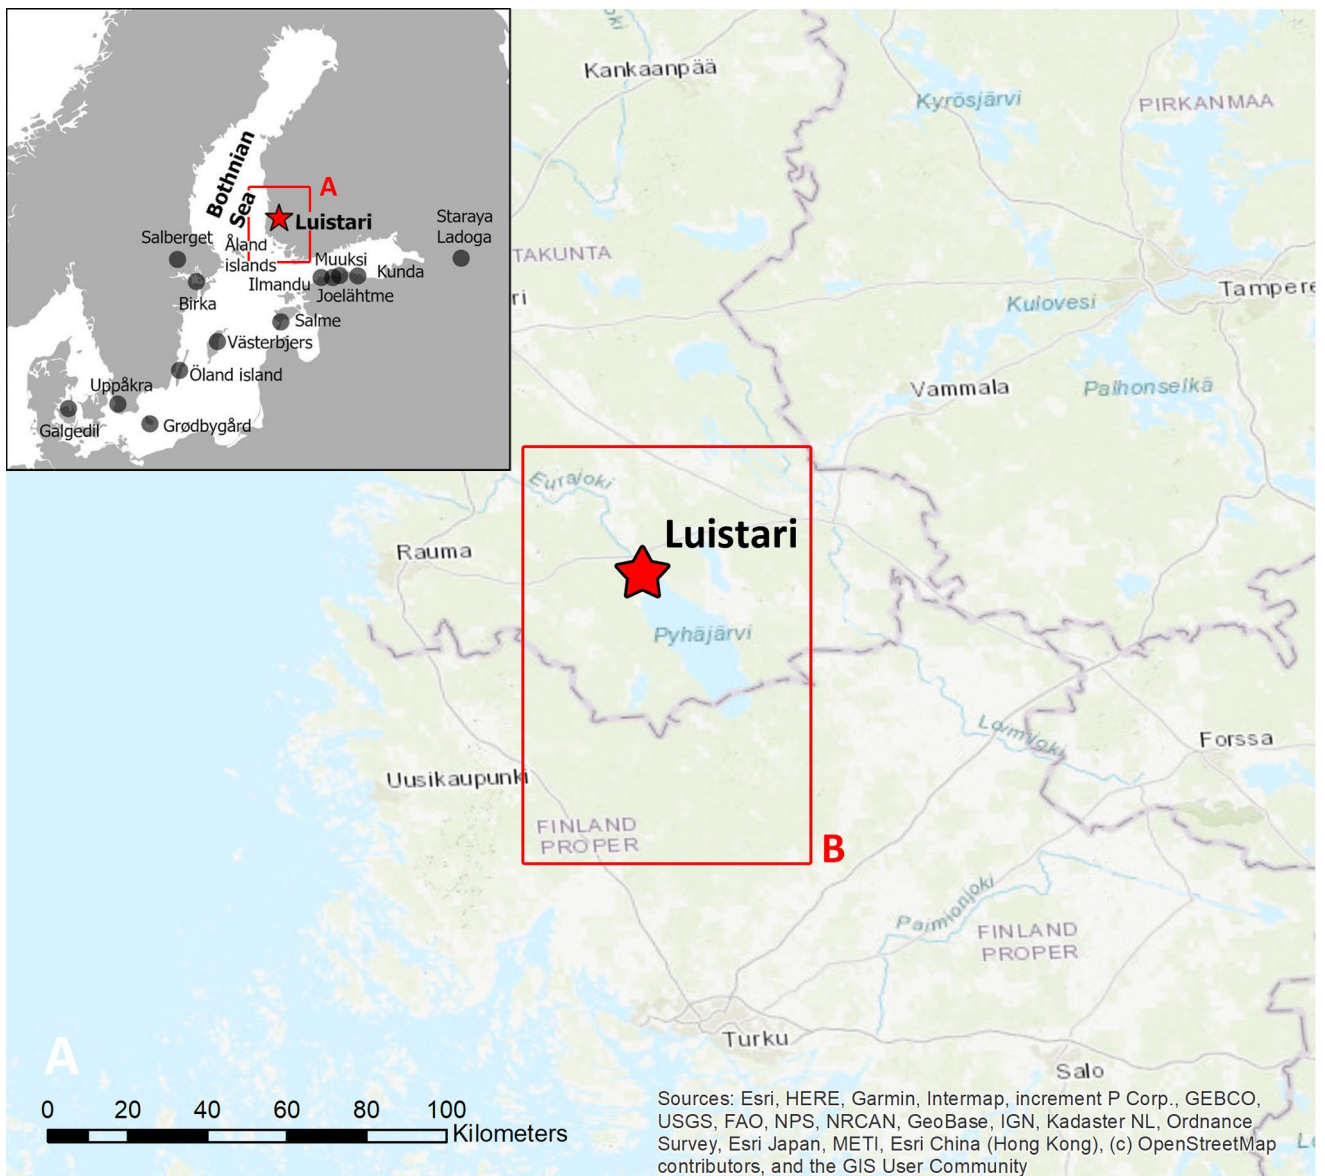 Bothnian
Sea
A
Luistari
Staraya
Ladoga
Salberget
Åland
islands
Muuksi
Kunda
Ilmandu
Joelähtme
Birka
Salme
Västerbjers
Öland island
Uppåkra
Galgedil
Grødbygård
Kankaanpää
Kyrösjärvi
PIRKANMAA
TAKUNTA
ri
Kulovesi
Tampere
Vammala
Eurajoki
Luistari
Rauma
Pyhäjärvi
Loimijoki
Forssa
Uusikaupunki
FINLAND
PROPER
B
Paimionjoki
FINLAND
PROPER
Turku
Salo
A
0 20 40 60 80 100
Kilometers
Sources: Esri, HERE, Garmin, Intermap, increment P Corp., GEBCO,
USGS, FAO, NPS, NRCAN, GeoBase, IGN, Kadaster NL, Ordnance
Survey, Esri Japan, METI, Esri China (Hong Kong), (c) OpenStreetMap
contributors, and the GIS User Community